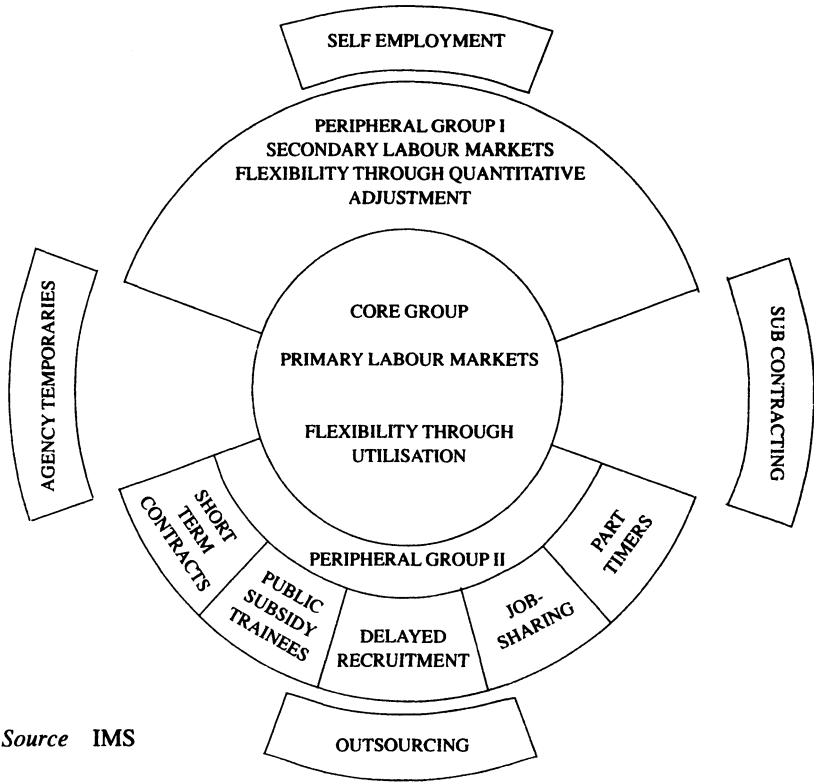 SELF EMPLOYMENT
PERIPHERAL GROUP I
SECONDARY LABOUR MARKETS
FLEXIBILITY THROUGH QUANTITATIVE
ADJUSTMENT
AGENCY TEMPORARIES
CORE GROUP
PRIMARY LABOUR MARKETS
FLEXIBILITY THROUGH
UTILISATION
SUB CONTRACTING
PERIPHERAL GROUP II
SHORT
TERM
CONTRACTS
PUBLIC
SUBSIDY
TRAINEES
DELAYED
RECRUITMENT
JOB-
SHARING
PART
TIMERS
OUTSOURCING
Source IMS